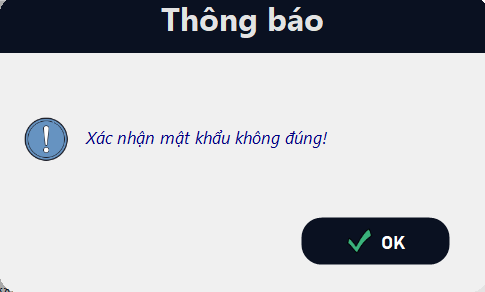 Thông báo
Xác nhận mật khẩu không đúng!
OK